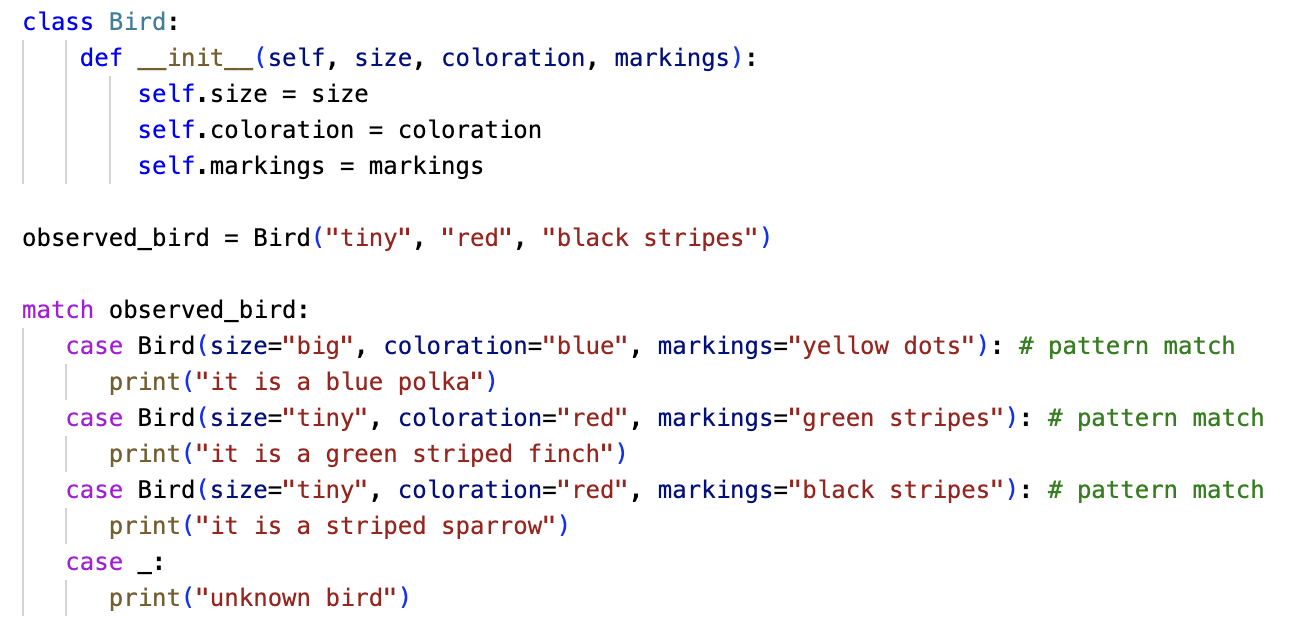 class Bird:
    def __init__(self, size, coloration, markings):
        self.size = size
        self.coloration = coloration
        self.markings = markings

observed_bird = Bird("tiny", "red", "black stripes")

match observed_bird:
   case Bird(size="big", coloration="blue", markings="yellow dots"): # pattern match
      print("it is a blue polka")
   case Bird(size="tiny", coloration="red", markings="green stripes"): # pattern match
      print("it is a green striped finch")
   case Bird(size="tiny", coloration="red", markings="black stripes"): # pattern match
      print("it is a striped sparrow")
   case _:
      print("unknown bird")